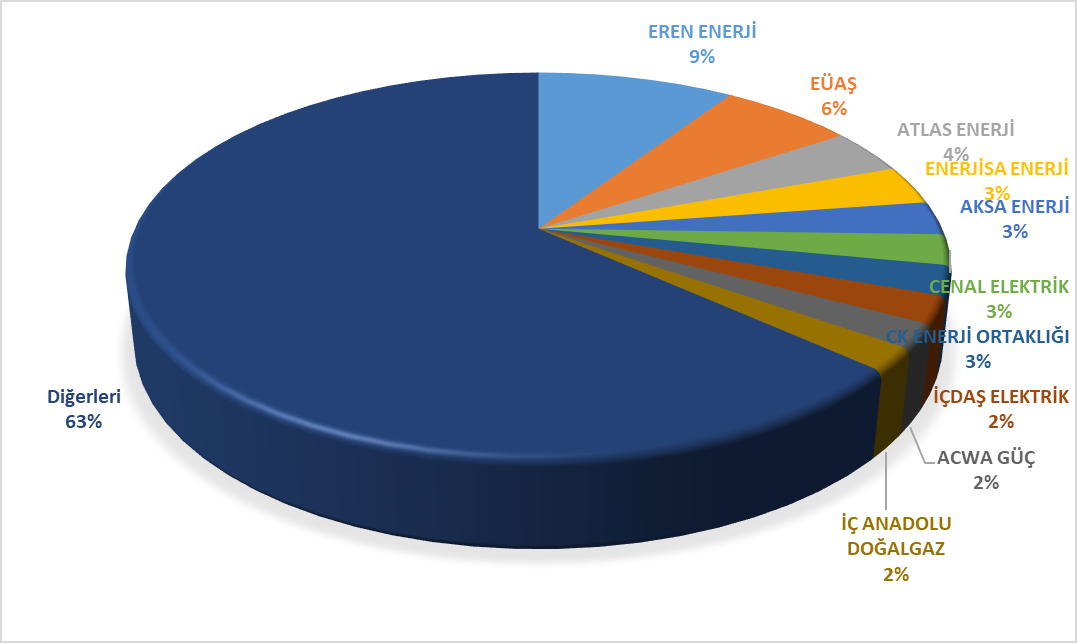 EREN ENERJİ
9%
EÜAŞ
6%
ATLAS ENERJİ
4%
ENERJİSA ENERJİ
3%
AKSA ENERJİ
3%
CENAL ELEKTRİK
3%
CK ENERJİ ORTAKLIĞI
3%
İÇDAŞ ELEKTRİK
2%
ACWA GÜÇ
2%
İÇ ANADOLU
DOĞALGAZ
2%
Diğerleri
63%